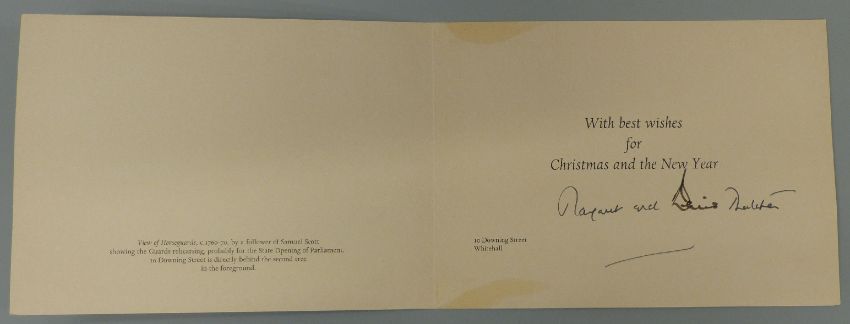 View of Horseguards, c.1760-70, by a follower of Samuel Scott
showing the Guards rehearsing, probably for the State Opening of Parliament.
10 Downing Street is directly behind the second tree
in the foreground.
With best wishes
for
Christmas and the New Year
Margaret and Denis Thatcher
10 Downing Street
Whitehall